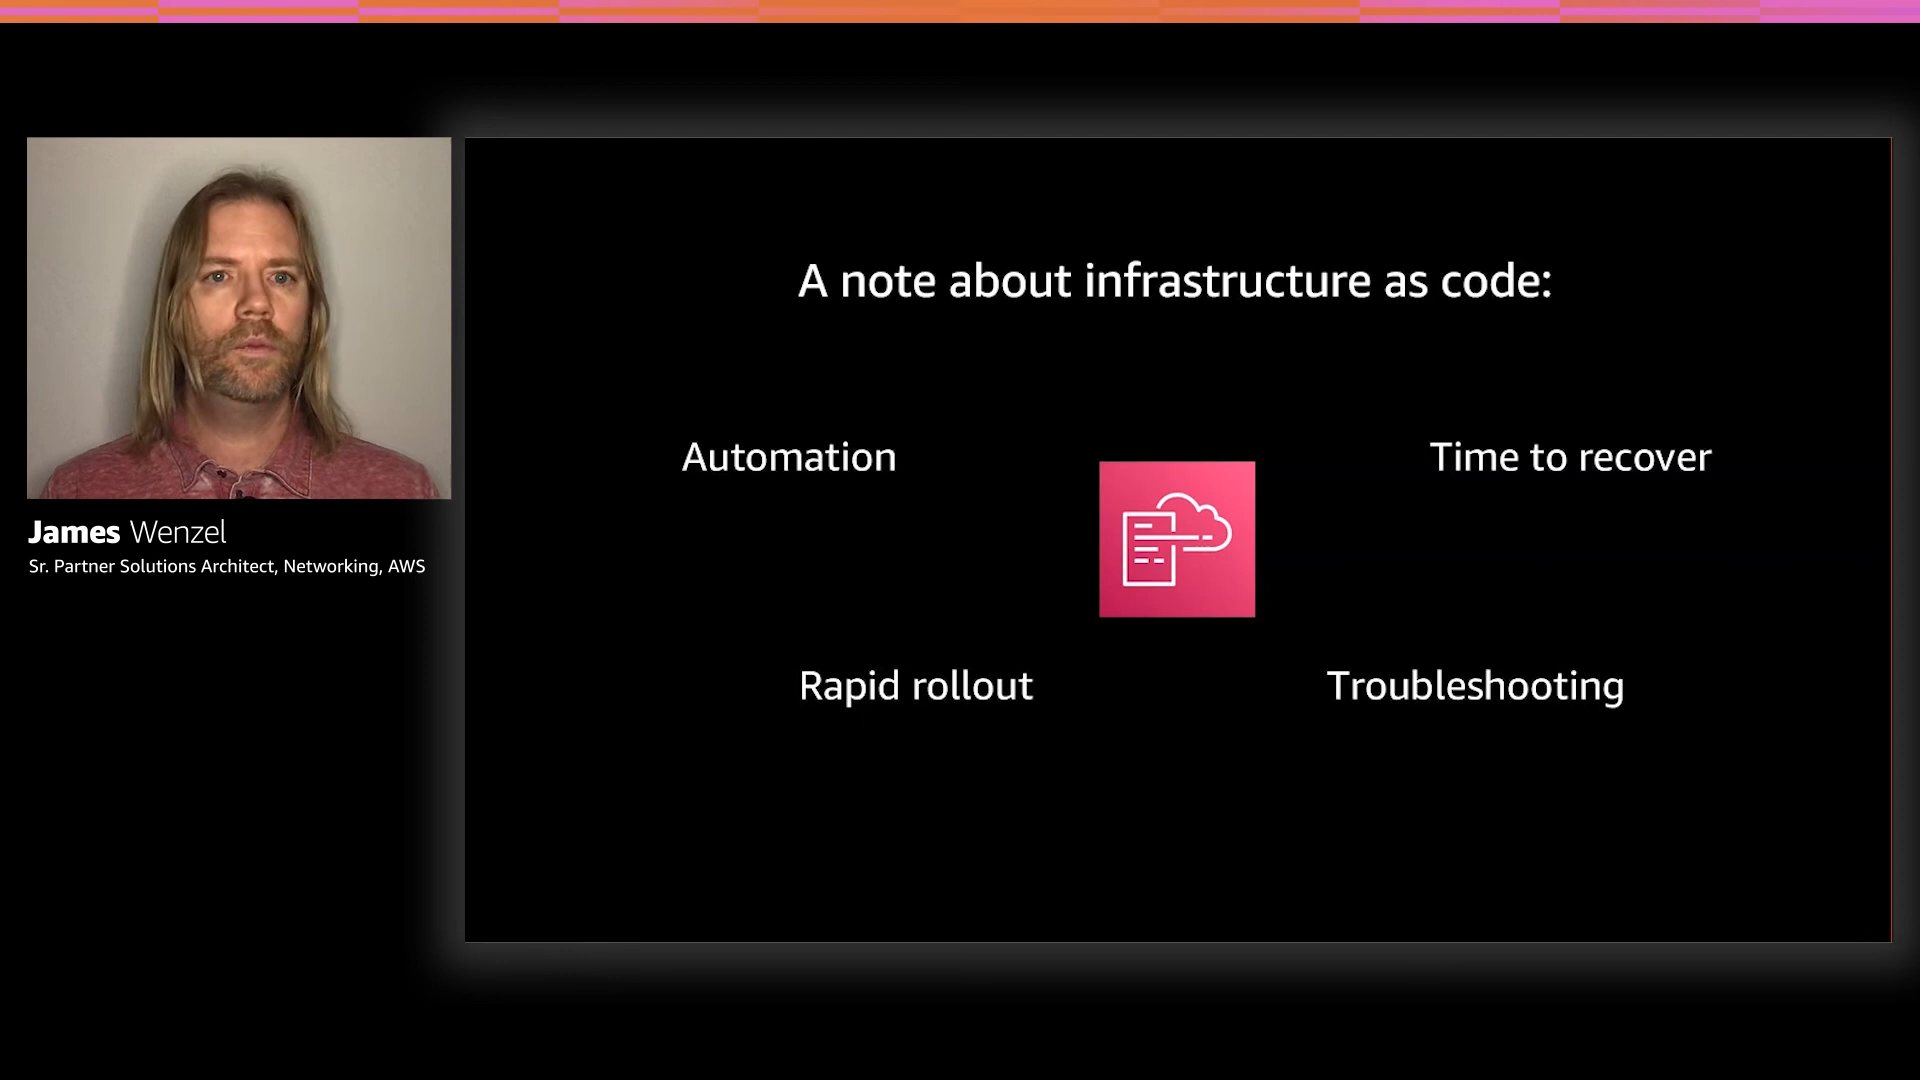 A note about infrastructure as code:
Automation
Time to recover
Rapid rollout
Troubleshooting
James Wenzel
Sr. Partner Solutions Architect, Networking, AWS